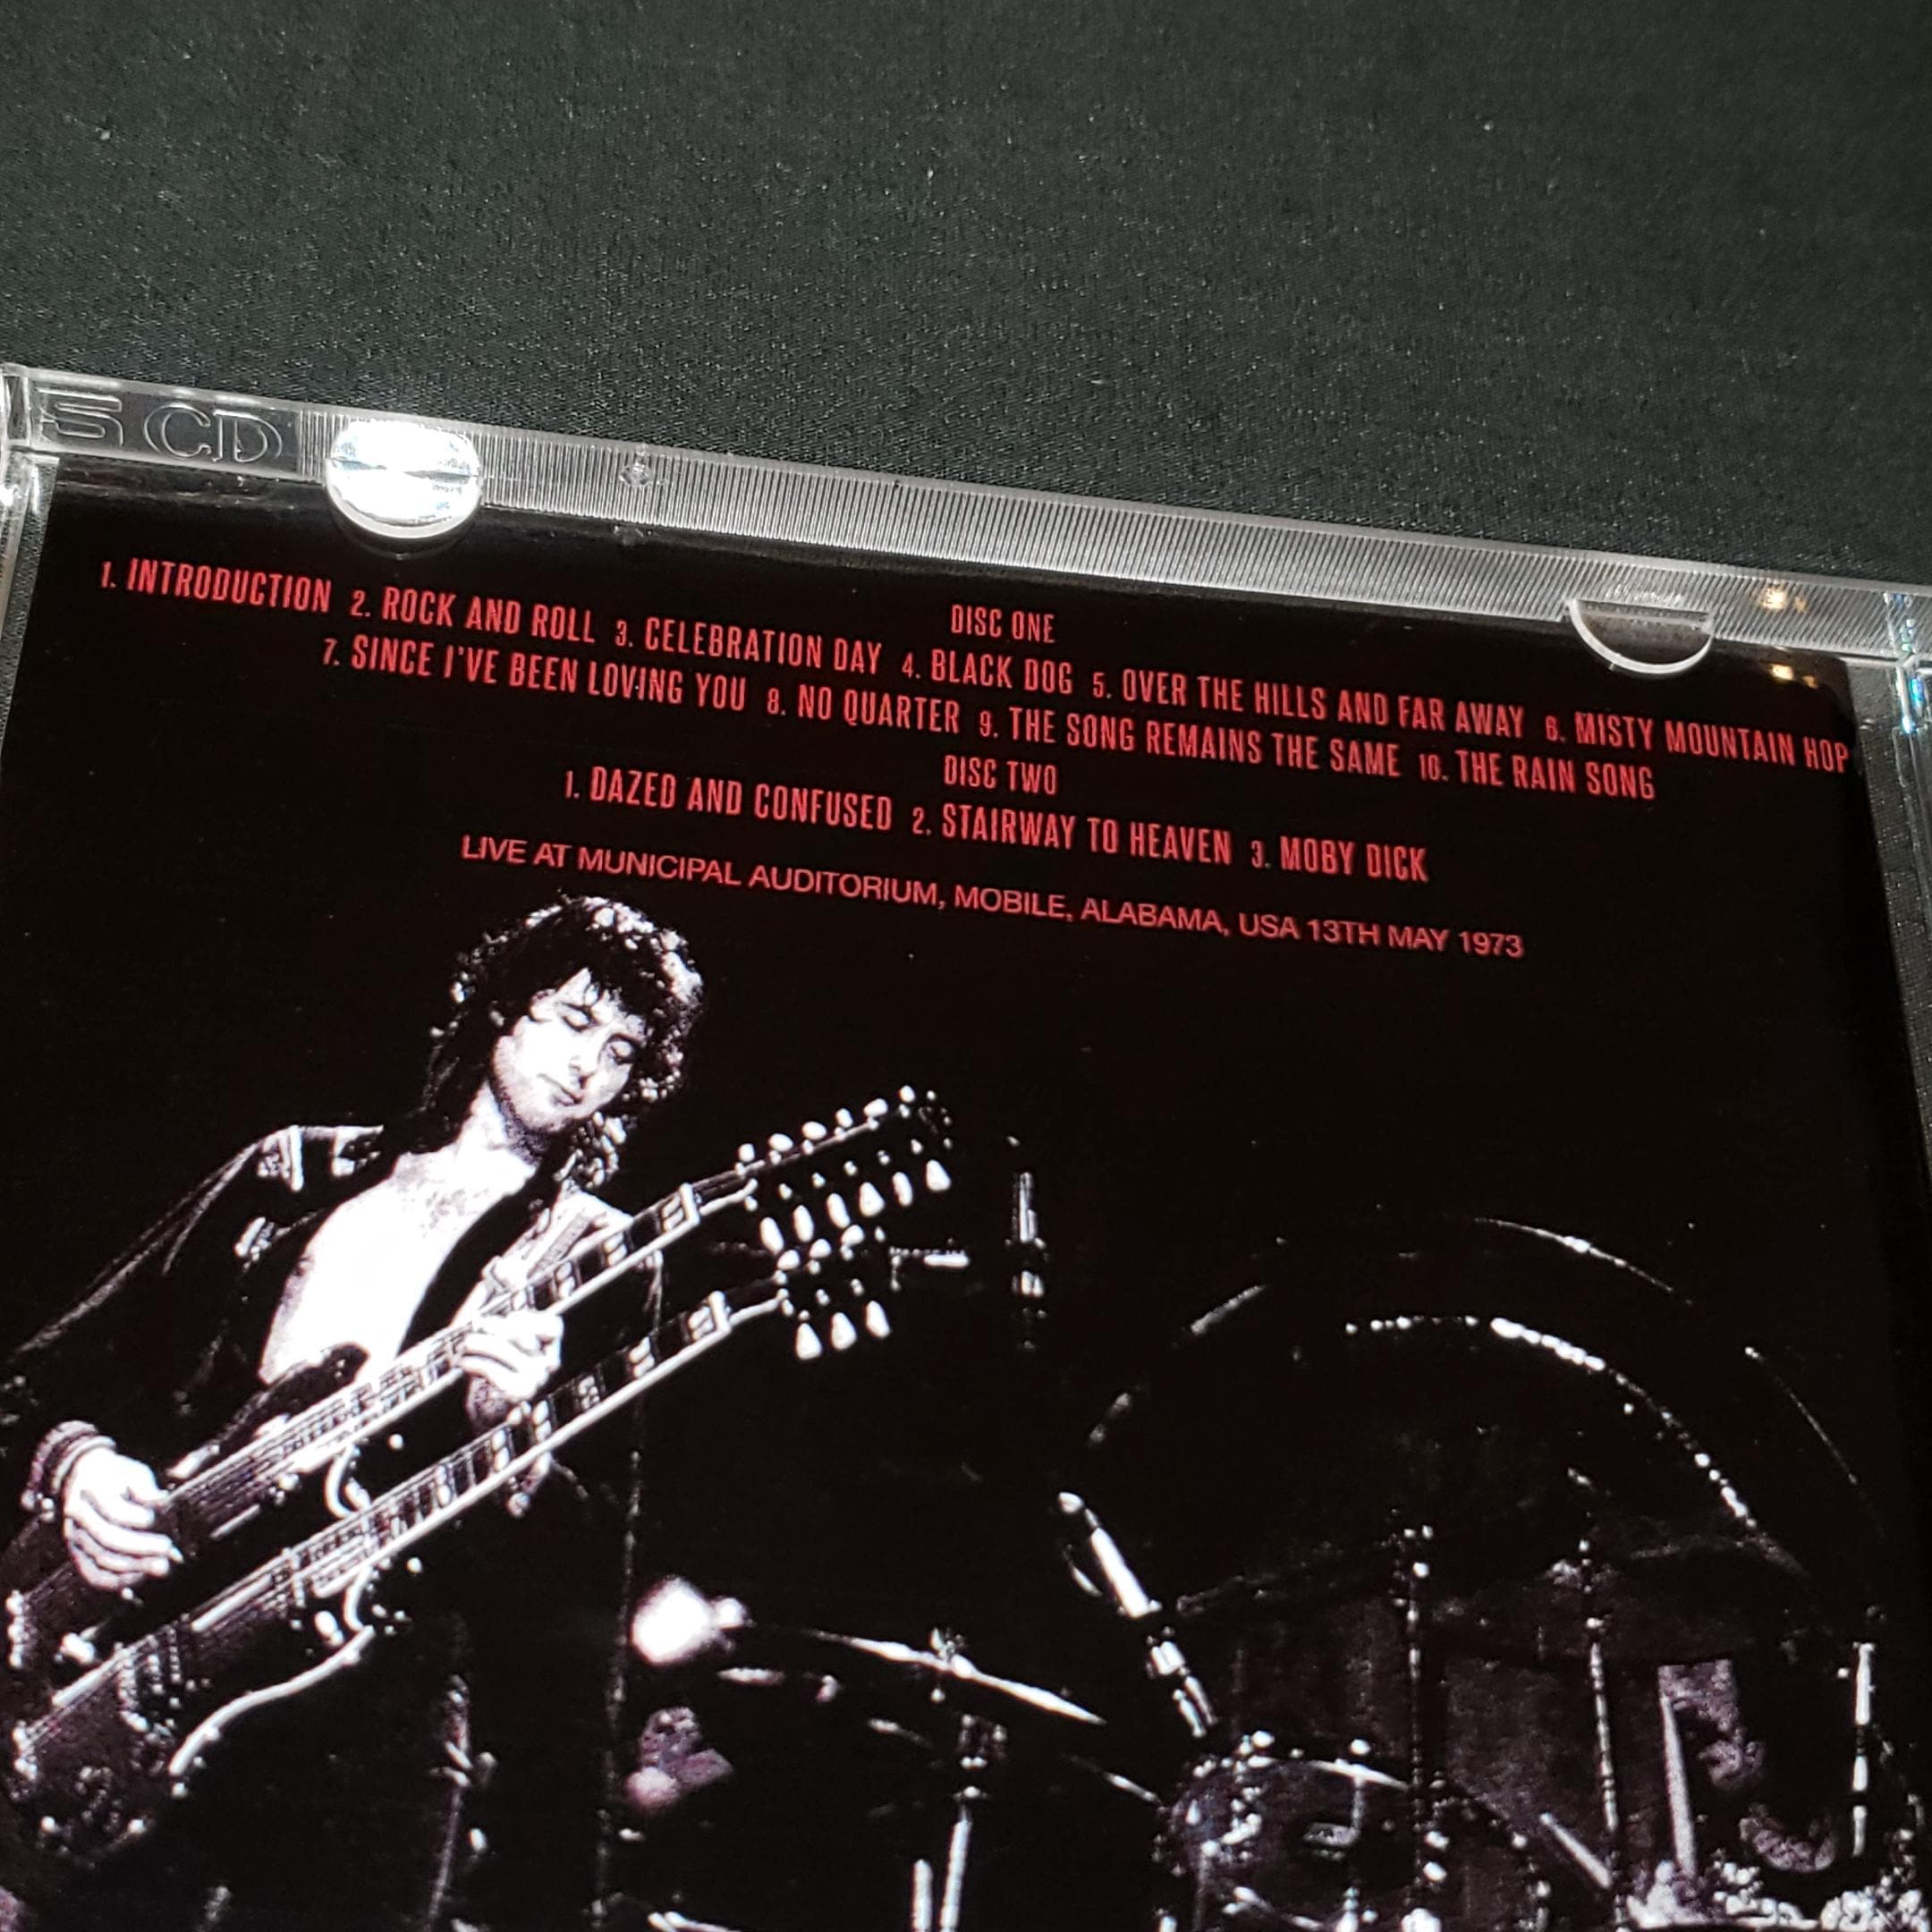 S CD
DISC ONE
1. INTRODUCTION 2. ROCK AND ROLL 3. CELEBRATION DAY 4. BLACK DOG 5. OVER THE HILLS AND FAR AWAY 6. MISTY MOUNTAIN HOP
7. SINCE I'VE BEEN LOVING YOU 8. NO QUARTER 9. THE SONG REMAINS THE SAME 10. THE RAIN SONG
DISC TWO
1. DAZED AND CONFUSED 2. STAIRWAY TO HEAVEN 3. MOBY DICK
LIVE AT MUNICIPAL AUDITORIUM, MOBILE, ALABAMA, USA 13TH MAY 1973